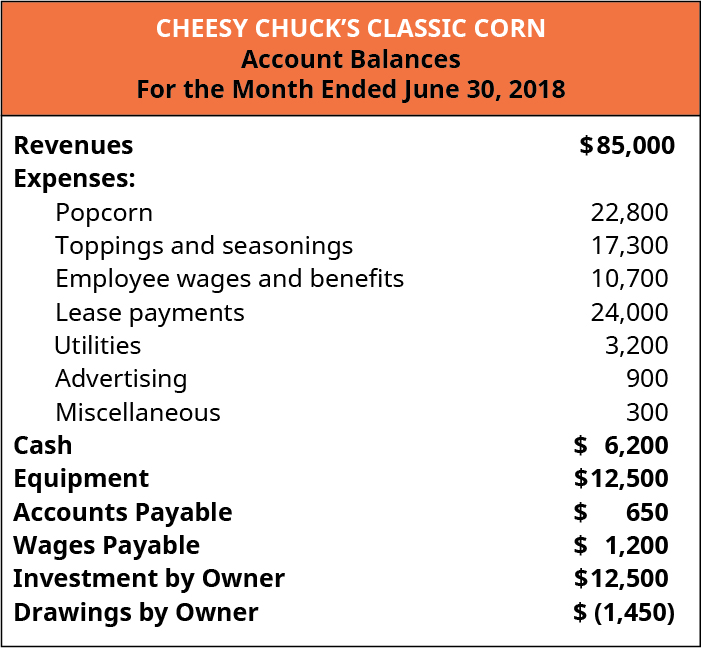 CHEESY CHUCK’S CLASSIC CORN
Account Balances
For the Month Ended June 30, 2018
Revenues $85,000
Expenses:
Popcorn 22,800
Toppings and seasonings 17,300
Employee wages and benefits 10,700
Lease payments 24,000
Utilities 3,200
Advertising 900
Miscellaneous 300
Cash $ 6,200
Equipment $12,500
Accounts Payable $ 650
Wages Payable $ 1,200
Investment by Owner $12,500
Drawings by Owner $ (1,450)